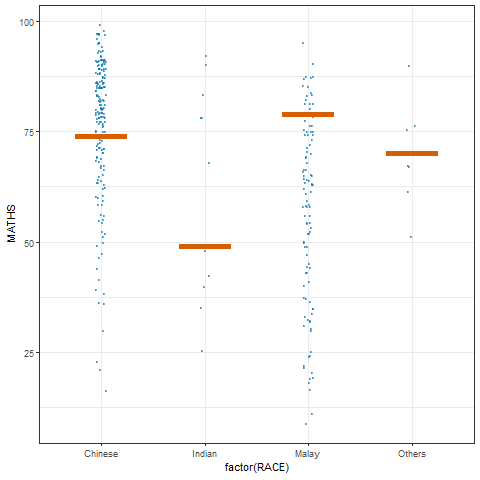 100
75
50
25
MATHS
Chinese
Indian
Malay
Others
factor(RACE)